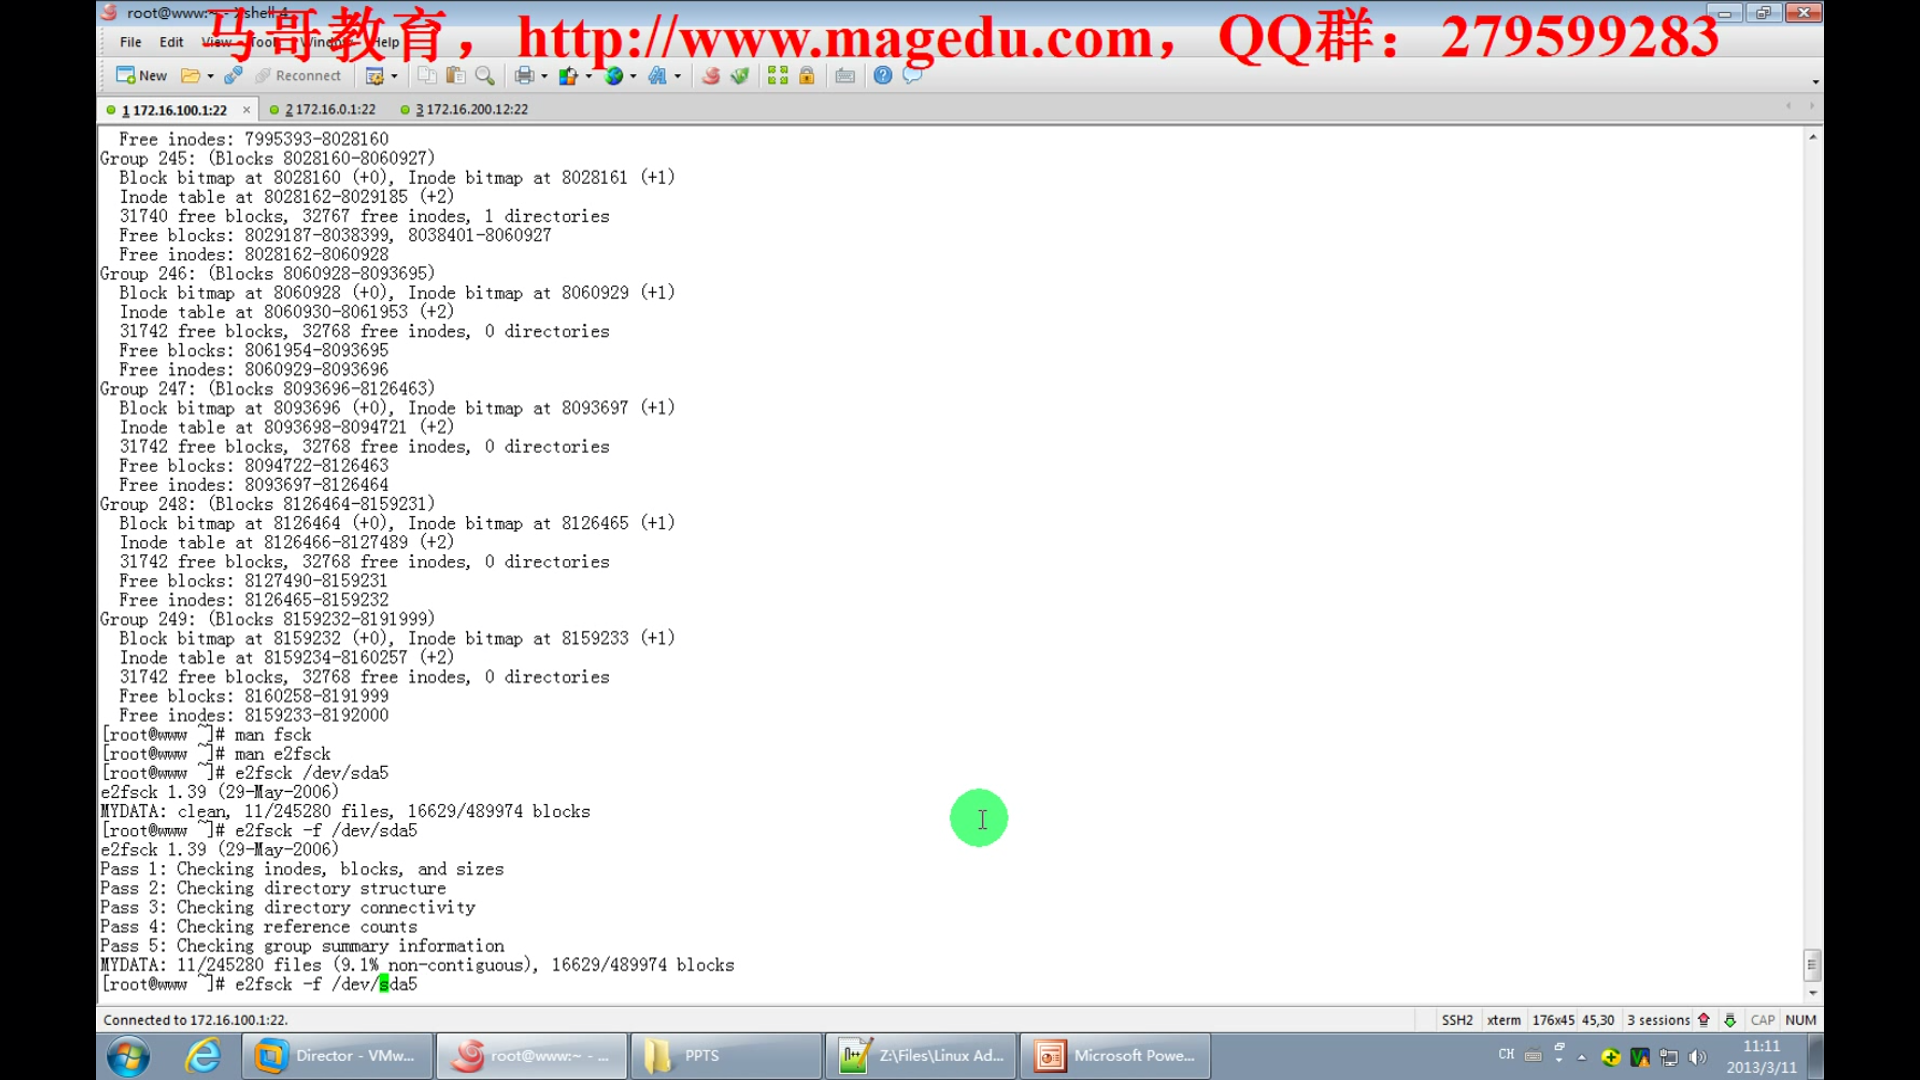 root@www:~ - Xshell 4
马哥教育，http://www.magedu.com，QQ群：279599283
File Edit View Tools Window Help
New Reconnect
1 172.16.100.1:22 2 172.16.0.1:22 3 172.16.200.12:22
Free inodes: 7995393-8028160
Group 245: (Blocks 8028160-8060927)
Block bitmap at 8028160 (+0), Inode bitmap at 8028161 (+1)
Inode table at 8028162-8029185 (+2)
31740 free blocks, 32767 free inodes, 1 directories
Free blocks: 8029187-8038399, 8038401-8060927
Free inodes: 8028162-8060928
Group 246: (Blocks 8060928-8093695)
Block bitmap at 8060928 (+0), Inode bitmap at 8060929 (+1)
Inode table at 8060930-8061953 (+2)
31742 free blocks, 32768 free inodes, 0 directories
Free blocks: 8061954-8093695
Free inodes: 8060929-8093696
Group 247: (Blocks 8093696-8126463)
Block bitmap at 8093696 (+0), Inode bitmap at 8093697 (+1)
Inode table at 8093698-8094721 (+2)
31742 free blocks, 32768 free inodes, 0 directories
Free blocks: 8094722-8126463
Free inodes: 8093697-8126464
Group 248: (Blocks 8126464-8159231)
Block bitmap at 8126464 (+0), Inode bitmap at 8126465 (+1)
Inode table at 8126466-8127489 (+2)
31742 free blocks, 32768 free inodes, 0 directories
Free blocks: 8127490-8159231
Free inodes: 8126465-8159232
Group 249: (Blocks 8159232-8191999)
Block bitmap at 8159232 (+0), Inode bitmap at 8159233 (+1)
Inode table at 8159234-8160257 (+2)
31742 free blocks, 32768 free inodes, 0 directories
Free blocks: 8160258-8191999
Free inodes: 8159233-8192000
[root@www ~]# man fsck
[root@www ~]# man e2fsck
[root@www ~]# e2fsck /dev/sda5
e2fsck 1.39 (29-May-2006)
MYDATA: clean, 11/245280 files, 16629/489974 blocks
[root@www ~]# e2fsck -f /dev/sda5
e2fsck 1.39 (29-May-2006)
Pass 1: Checking inodes, blocks, and sizes
Pass 2: Checking directory structure
Pass 3: Checking directory connectivity
Pass 4: Checking reference counts
Pass 5: Checking group summary information
MYDATA: 11/245280 files (9.1% non-contiguous), 16629/489974 blocks
[root@www ~]# e2fsck -f /dev/sda5
Connected to 172.16.100.1:22. SSH2 xterm 176x45 45,30 3 sessions CAP NUM
Director - VMw... root@www:~ - ... PPTS Z:\Files\Linux Ad... Microsoft Powe... CH 11:11
2013/3/11